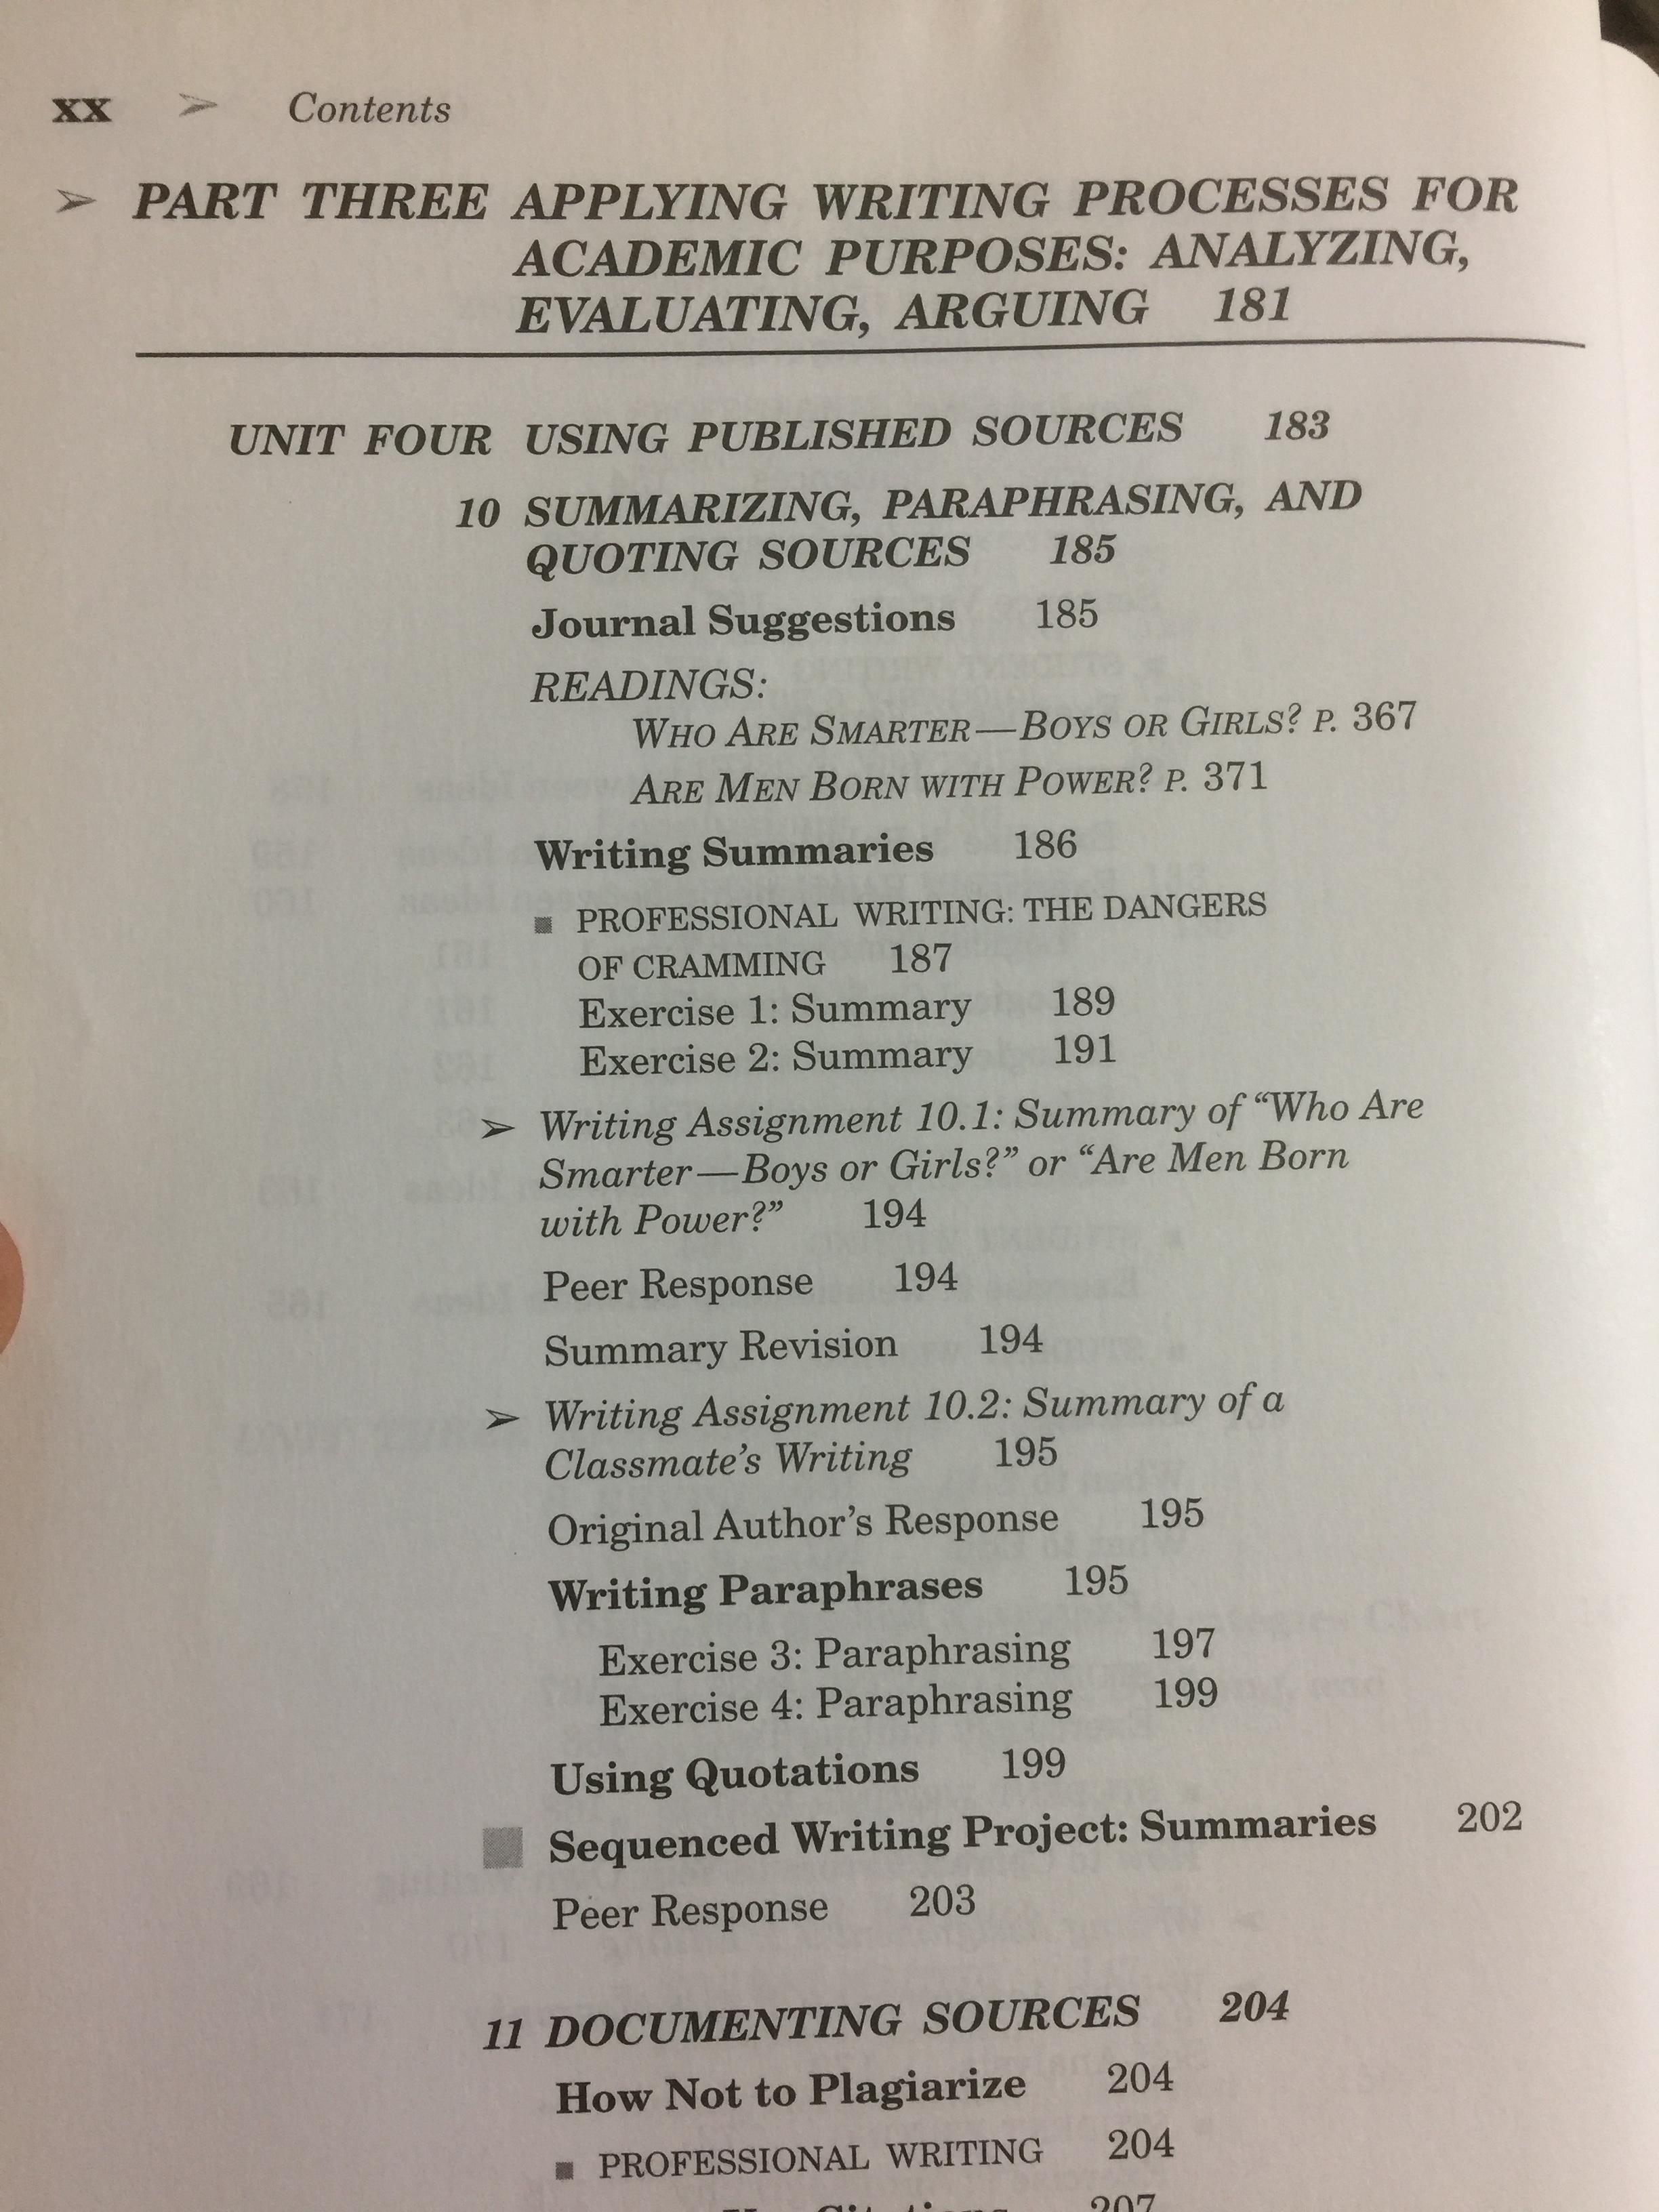 xx ➢ Contents
➢ PART THREE APPLYING WRITING PROCESSES FOR
ACADEMIC PURPOSES: ANALYZING,
EVALUATING, ARGUING 181
UNIT FOUR USING PUBLISHED SOURCES 183
10 SUMMARIZING, PARAPHRASING, AND
QUOTING SOURCES 185
Journal Suggestions 185
READINGS:
WHO ARE SMARTER—BOYS OR GIRLS? P. 367
ARE MEN BORN WITH POWER? P. 371
Writing Summaries 186
■ PROFESSIONAL WRITING: THE DANGERS
OF CRAMMING 187
Exercise 1: Summary 189
Exercise 2: Summary 191
➢ Writing Assignment 10.1: Summary of “Who Are
Smarter—Boys or Girls?” or “Are Men Born
with Power?” 194
Peer Response 194
Summary Revision 194
➢ Writing Assignment 10.2: Summary of a
Classmate’s Writing 195
Original Author’s Response 195
Writing Paraphrases 195
Exercise 3: Paraphrasing 197
Exercise 4: Paraphrasing 199
Using Quotations 199
■ Sequenced Writing Project: Summaries 202
Peer Response 203
11 DOCUMENTING SOURCES 204
How Not to Plagiarize 204
■ PROFESSIONAL WRITING 204
Citations 207